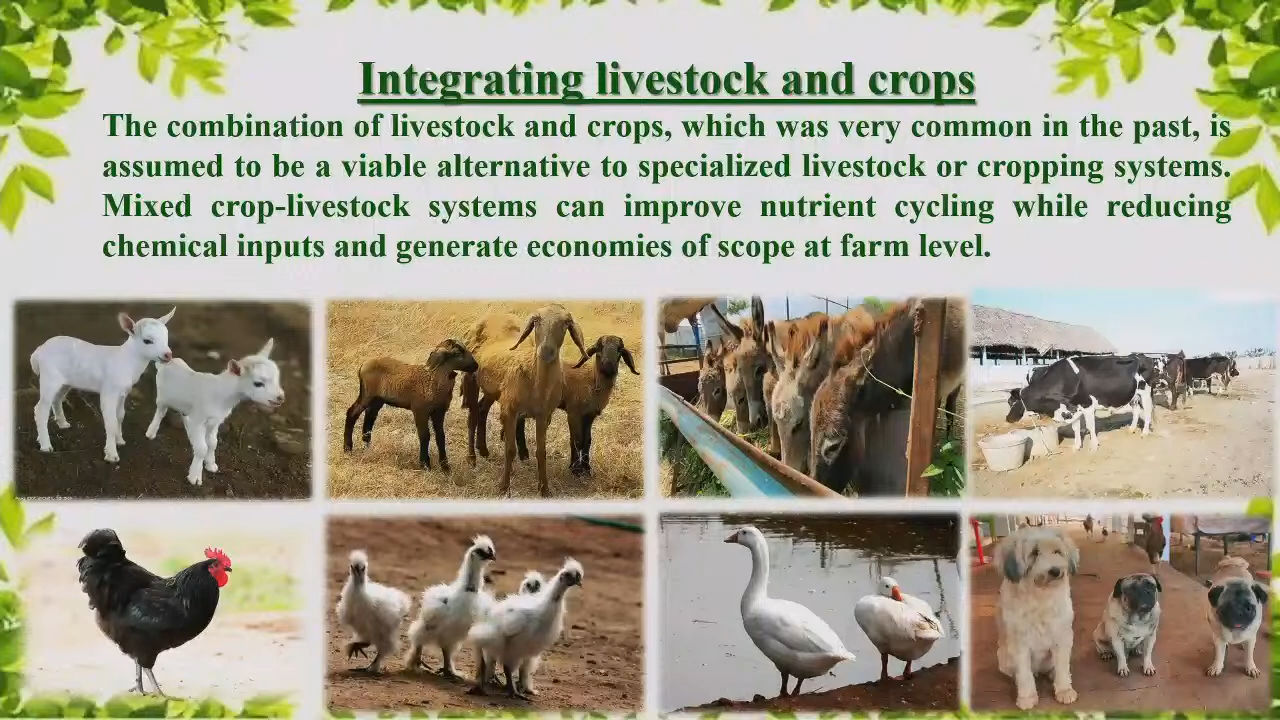 Integrating livestock and crops
The combination of livestock and crops, which was very common in the past, is
assumed to be a viable alternative to specialized livestock or cropping systems.
Mixed crop-livestock systems can improve nutrient cycling while reducing
chemical inputs and generate economies of scope at farm level.